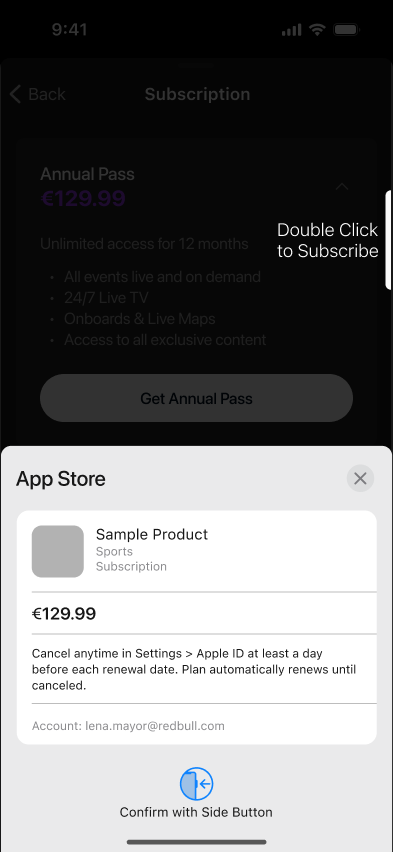 9:41
Back
Subscription
Annual Pass
€129.99
Double Click
to Subscribe
Unlimited access for 12 months
• All events live and on demand
• 24/7 Live TV
• Onboards & Live Maps
• Access to all exclusive content
Get Annual Pass
App Store
Sample Product
Sports
Subscription
€129.99
Cancel anytime in Settings > Apple ID at least a day
before each renewal date. Plan automatically renews until
canceled.
Account: lena.mayor@redbull.com
Confirm with Side Button